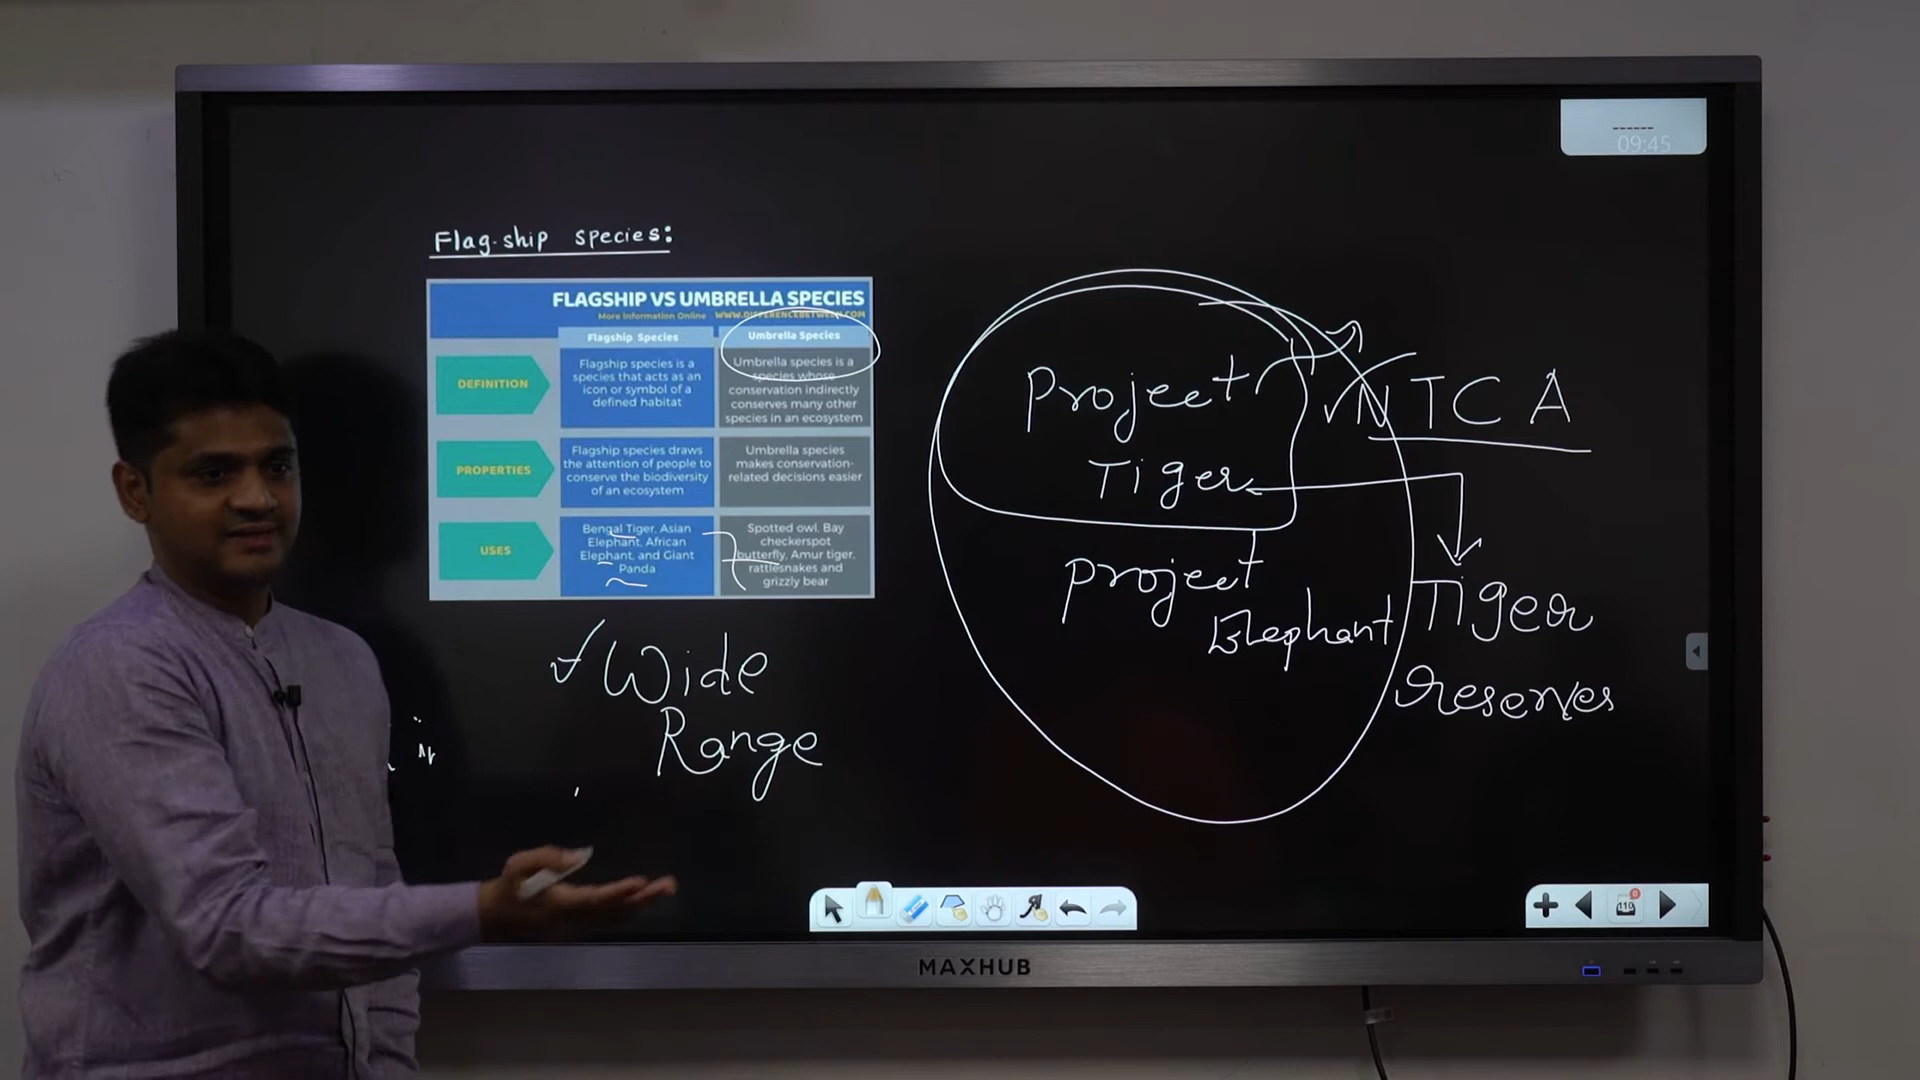 09:45
Flag-ship species:
FLAGSHIP VS UMBRELLA SPECIES
More Information Online WWW.DIFFERENCEBETWEEN.COM
Flagship Species
Umbrella Species
DEFINITION
Flagship species is a
species that acts as an
icon or symbol of a
defined habitat
Umbrella species is a
species whose
conservation indirectly
conserves many other
species in an ecosystem
PROPERTIES
Flagship species draws
the attention of people to
conserve the biodiversity
of an ecosystem
Umbrella species
makes conservation-
related decisions easier
USES
Bengal Tiger, Asian
Elephant, African
Elephant, and Giant
Panda
Spotted owl. Bay
checkerspot
butterfly, Amur tiger,
rattlesnakes and
grizzly bear
Wide
Range
Project
Tiger
NTCA
Project
Elephant
Tiger
reserves
110
MAXHUB